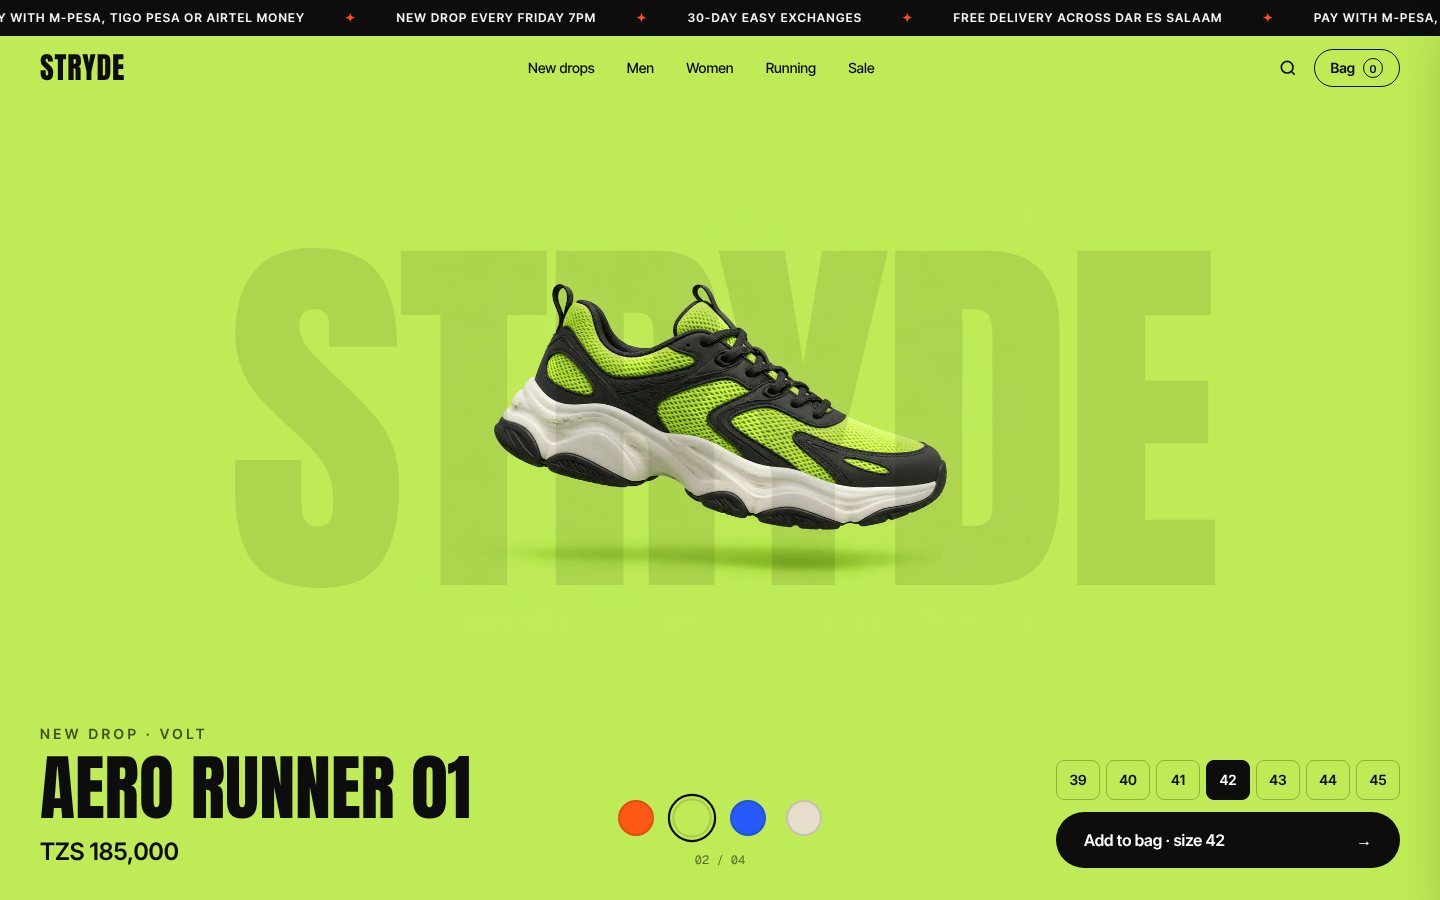 Y WITH M-PESA, TIGO PESA OR AIRTEL MONEY ✦ NEW DROP EVERY FRIDAY 7PM ✦ 30-DAY EASY EXCHANGES ✦ FREE DELIVERY ACROSS DAR ES SALAAM ✦ PAY WITH M-PESA,
STRYDE New drops Men Women Running Sale Bag 0
STRYDE
NEW DROP · VOLT
AERO RUNNER 01
TZS 185,000
02 / 04
39 40 41 42 43 44 45
Add to bag · size 42 →